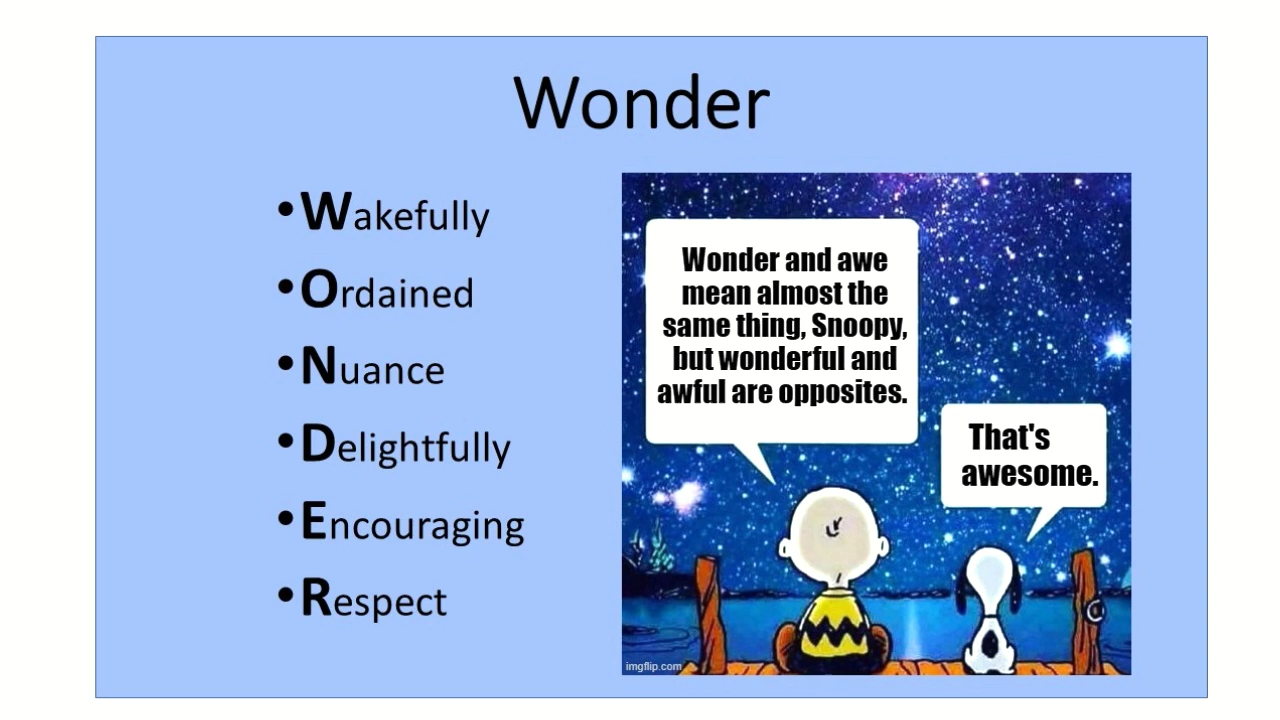 Wonder
•Wakefully
•Ordained
•Nuance
•Delightfully
•Encouraging
•Respect
Wonder and awe
mean almost the
same thing, Snoopy,
but wonderful and
awful are opposites.
That's
awesome.
imgflip.com